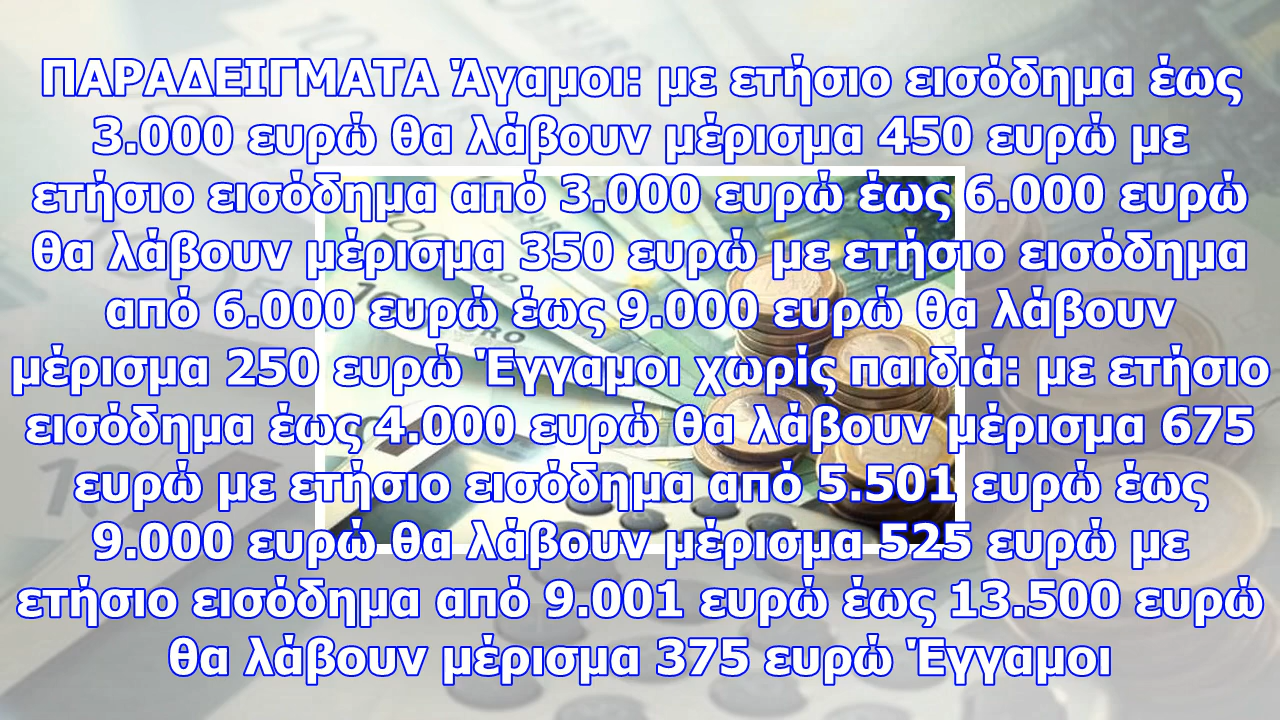 ΠΑΡΑΔΕΙΓΜΑΤΑ Άγαμοι: με ετήσιο εισόδημα έως
3.000 ευρώ θα λάβουν μέρισμα 450 ευρώ με
ετήσιο εισόδημα από 3.000 ευρώ έως 6.000 ευρώ
θα λάβουν μέρισμα 350 ευρώ με ετήσιο εισόδημα
από 6.000 ευρώ έως 9.000 ευρώ θα λάβουν
μέρισμα 250 ευρώ Έγγαμοι χωρίς παιδιά: με ετήσιο
εισόδημα έως 4.000 ευρώ θα λάβουν μέρισμα 675
ευρώ με ετήσιο εισόδημα από 5.501 ευρώ έως
9.000 ευρώ θα λάβουν μέρισμα 525 ευρώ με
ετήσιο εισόδημα από 9.001 ευρώ έως 13.500 ευρώ
θα λάβουν μέρισμα 375 ευρώ Έγγαμοι